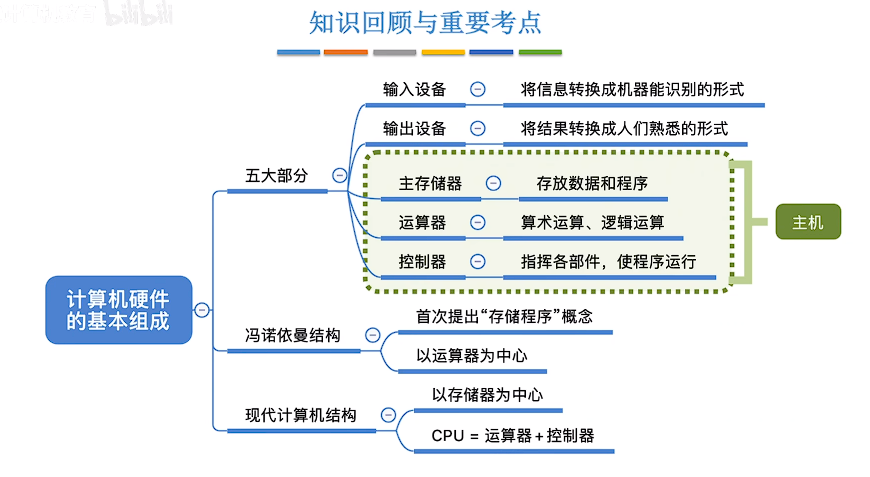 bilibili
知识回顾与重要考点
输入设备
将信息转换成机器能识别的形式
输出设备
将结果转换成人们熟悉的形式
五大部分
主存储器
存放数据和程序
运算器
算术运算、逻辑运算
控制器
指挥各部件，使程序运行
主机
计算机硬件
的基本组成
冯诺依曼结构
首次提出“存储程序”概念
以运算器为中心
现代计算机结构
以存储器为中心
CPU = 运算器+控制器